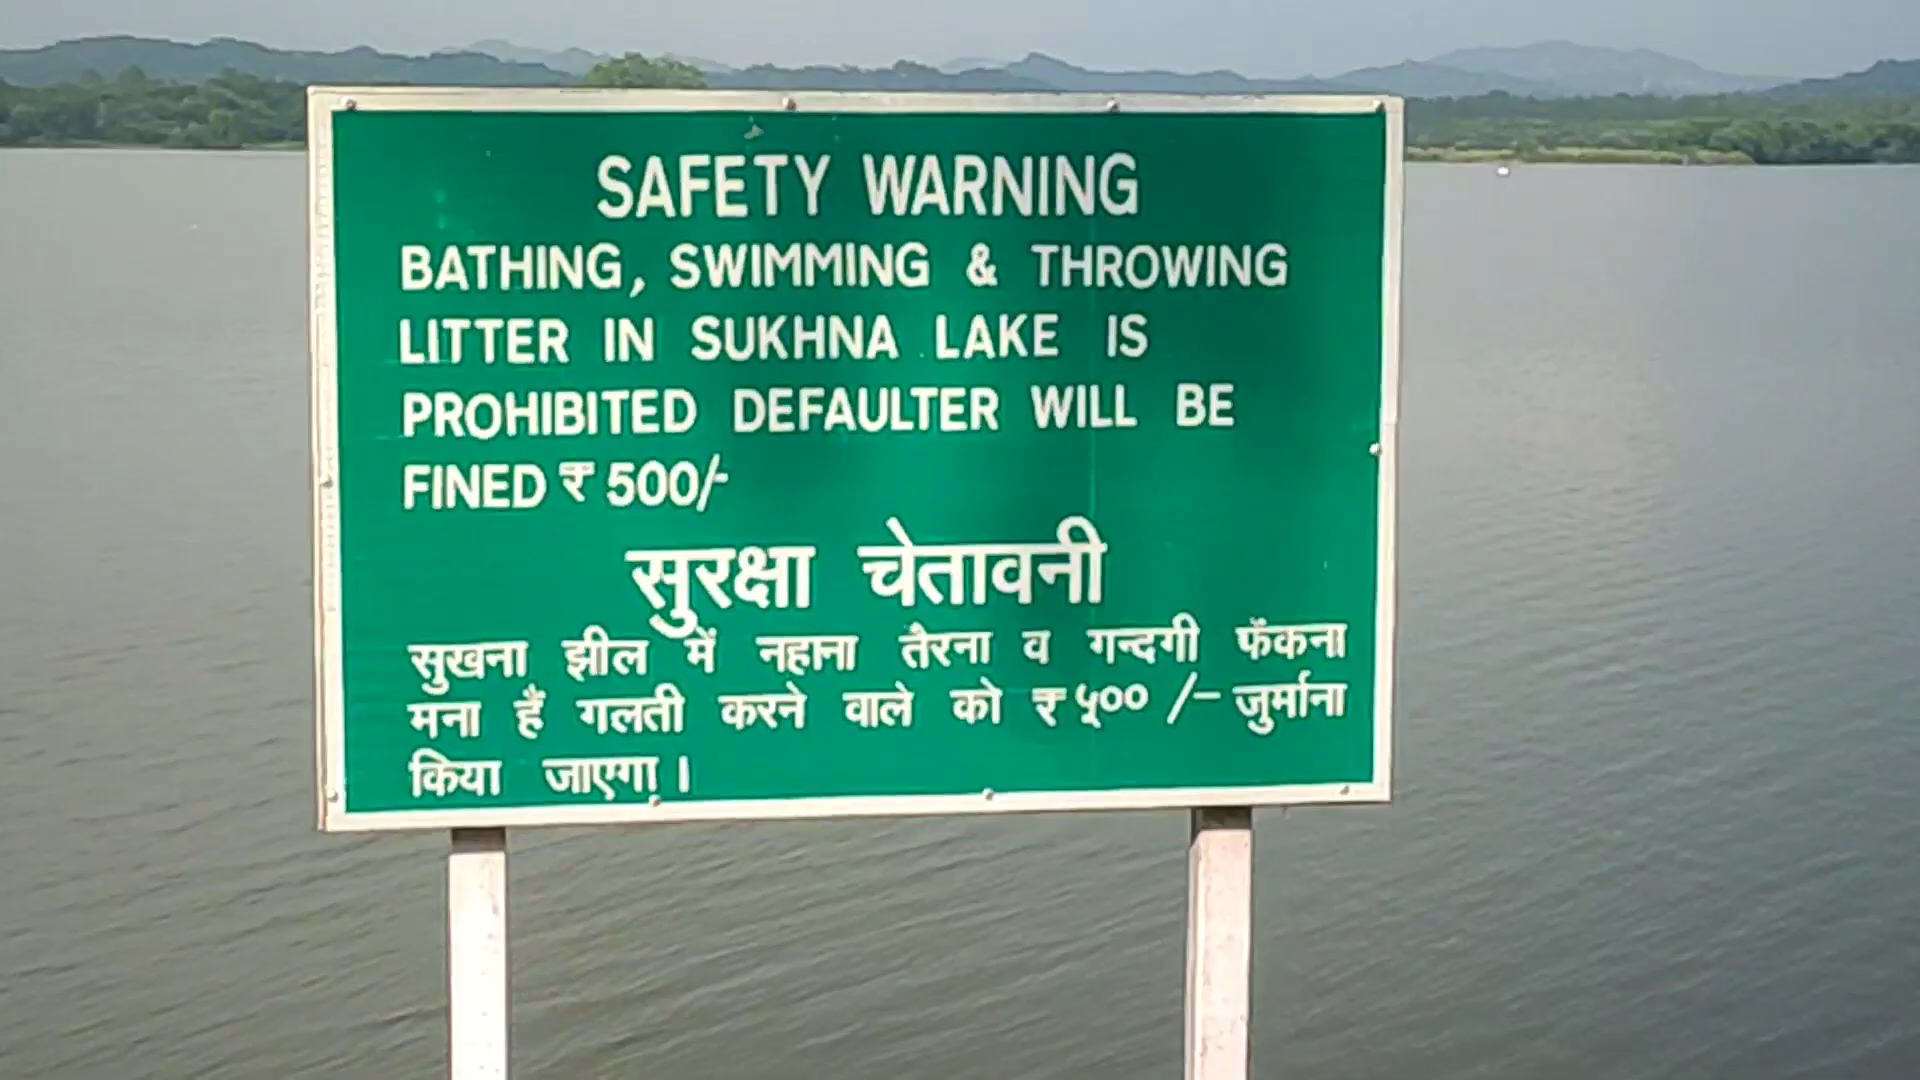 SAFETY WARNING
BATHING, SWIMMING & THROWING
LITTER IN SUKHNA LAKE IS
PROHIBITED DEFAULTER WILL BE
FINED ₹ 500/-
सुरक्षा चेतावनी
सुखना झील में नहाना तैरना व गन्दगी फॅंकना
मना हैं गलती करने वाले को ₹ ५०० /- जुर्माना
किया जाएगा ।